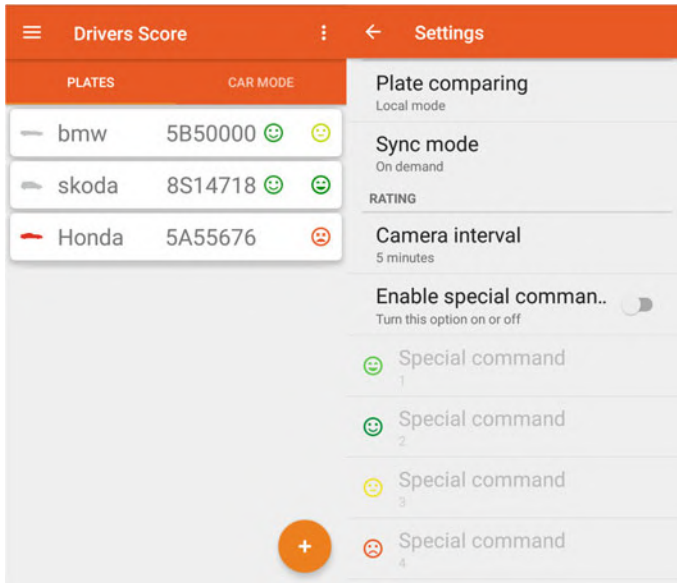 Drivers Score
PLATES CAR MODE
bmw 5B50000
skoda 8S14718
Honda 5A55676
+
Settings
Plate comparing
Local mode
Sync mode
On demand
RATING
Camera interval
5 minutes
Enable special comman..
Turn this option on or off
Special command
1
Special command
2
Special command
3
Special command
4